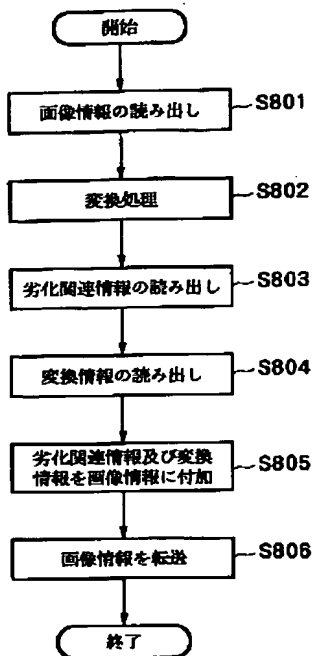 開始
画像情報の読み出し
S801
変換処理
S802
劣化関連情報の読み出し
S803
変換情報の読み出し
S804
劣化関連情報及び変換
情報を画像情報に付加
S805
画像情報を転送
S806
終了